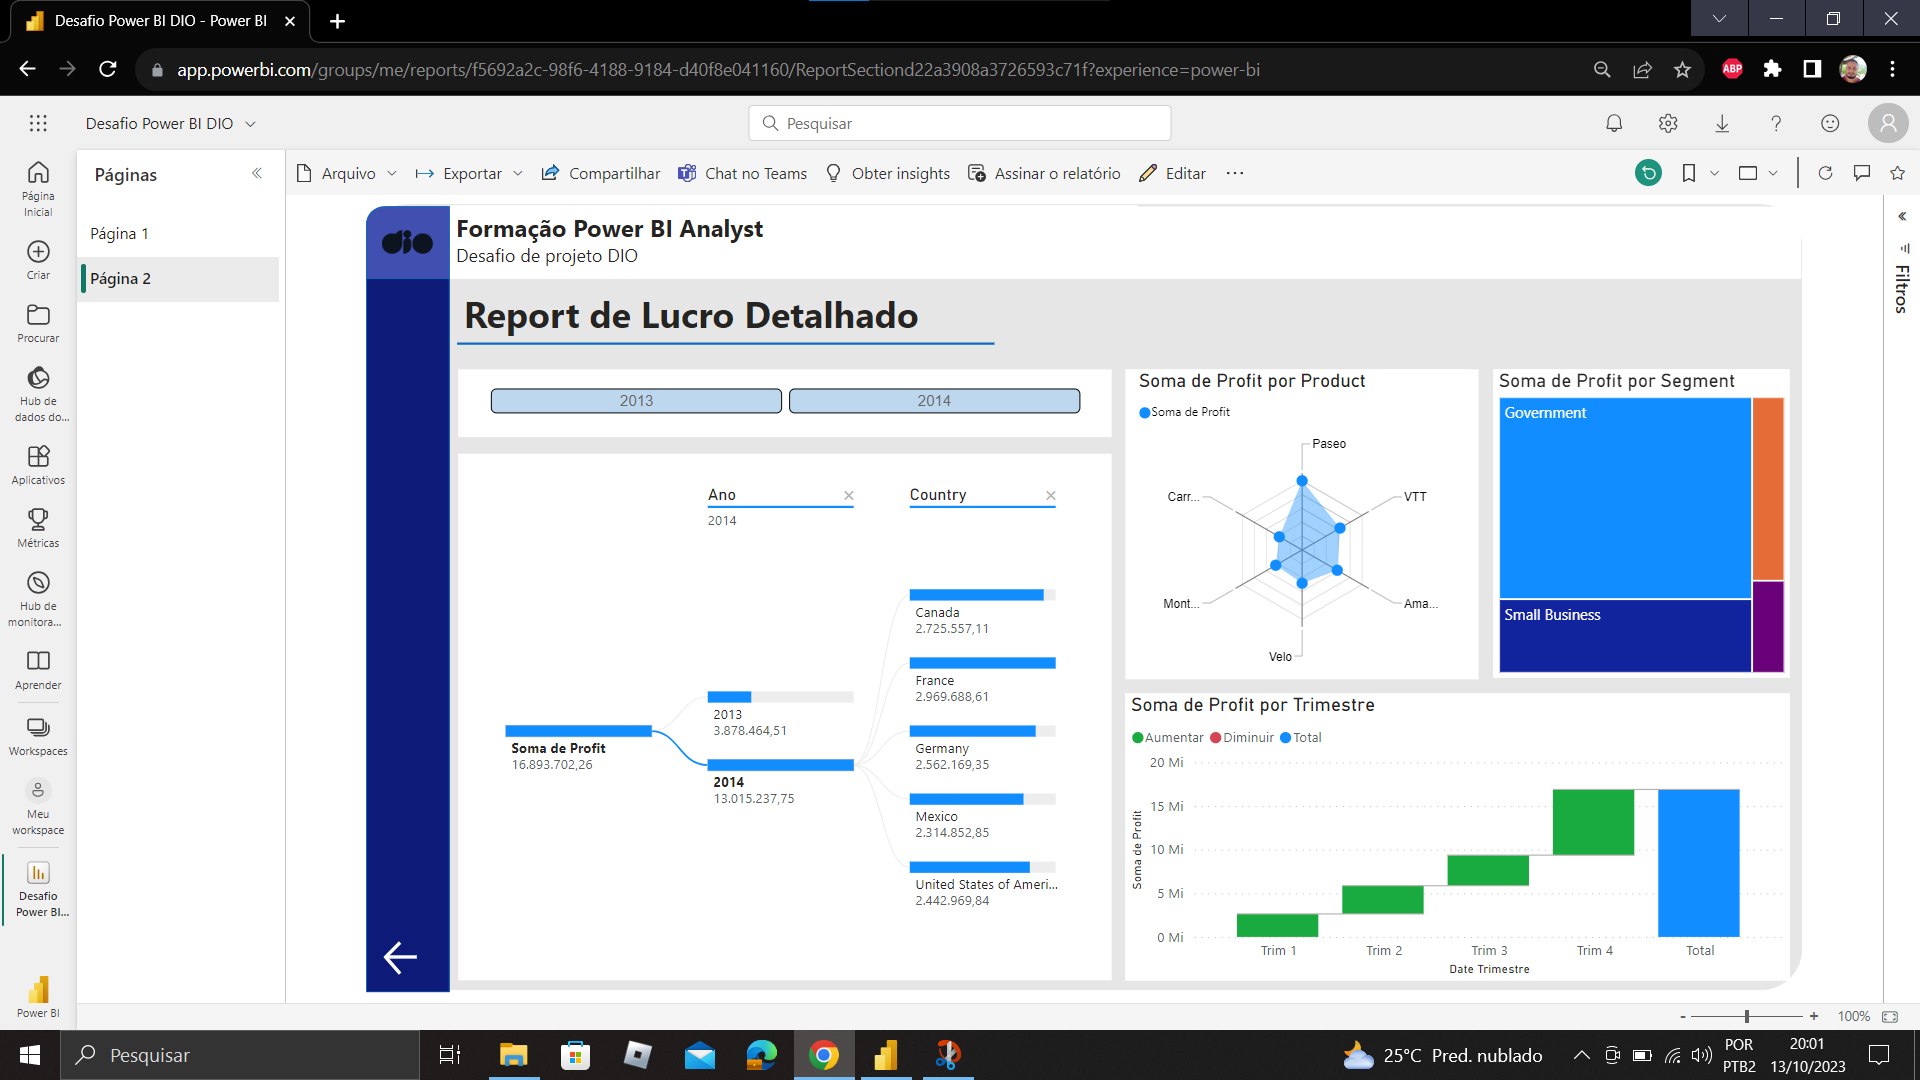 Desafio Power BI DIO - Power BI
app.powerbi.com/groups/me/reports/f5692a2c-98f6-4188-9184-d40f8e041160/ReportSectiond22a3908a3726593c71f?experience=power-bi
ABP
Desafio Power BI DIO
Pesquisar
Página
Inicial
Criar
Procurar
Hub de
dados do...
Aplicativos
Métricas
Hub de
monitora...
Aprender
Workspaces
Meu
workspace
Desafio
Power BI...
Power BI
Páginas
Página 1
Página 2
Arquivo
Exportar
Compartilhar
Chat no Teams
Obter insights
Assinar o relatório
Editar
Filtros
dio
Formação Power BI Analyst
Desafio de projeto DIO
Report de Lucro Detalhado
2013
2014
Ano
2014
Country
Soma de Profit
16.893.702,26
2013
3.878.464,51
2014
13.015.237,75
Canada
2.725.557,11
France
2.969.688,61
Germany
2.562.169,35
Mexico
2.314.852,85
United States of Ameri...
2.442.969,84
Soma de Profit por Product
Soma de Profit
Paseo
VTT
Ama...
Velo
Mont...
Carr...
Soma de Profit por Segment
Government
Small Business
Soma de Profit por Trimestre
Aumentar
Diminuir
Total
Soma de Profit
20 Mi
15 Mi
10 Mi
5 Mi
0 Mi
Trim 1
Trim 2
Trim 3
Trim 4
Total
Date Trimestre
- + 100%
Pesquisar
25°C Pred. nublado
POR
PTB2
20:01
13/10/2023